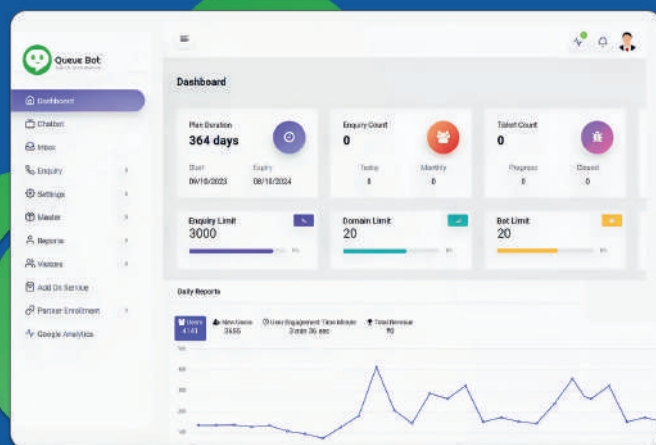 Queue Bot
Dashboard
Chatbot
Inbox
Enquiry
Settings
Master
Reports
Visitors
Add On Service
Partner Enrollment
Google Analytics
Dashboard
Plan Duration
364 days
Start
Expiry
09/10/2023
08/10/2024
Enquiry Count
0
Today
Monthly
0
0
Ticket Count
0
Progress
Closed
0
0
Enquiry Limit
3000
Domain Limit
20
Bot Limit
20
Daily Reports
Users
4141
New Users
3655
User Engagement Time Minute
3 min 36 sec
Total Revenue
₹0